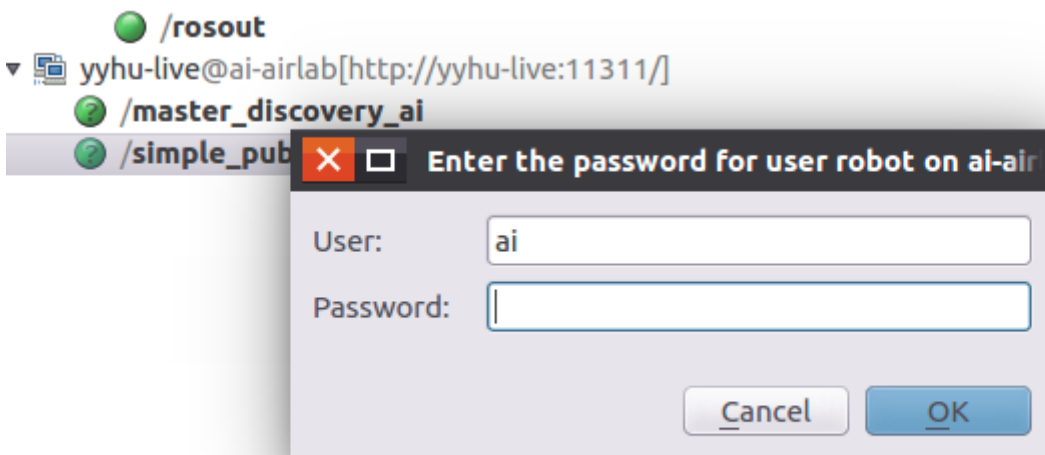 /rosout
yyhu-live@ai-airlab[http://yyhu-live:11311/]
/master_discovery_ai
/simple_pub
Enter the password for user robot on ai-air
User: ai
Password:
Cancel OK